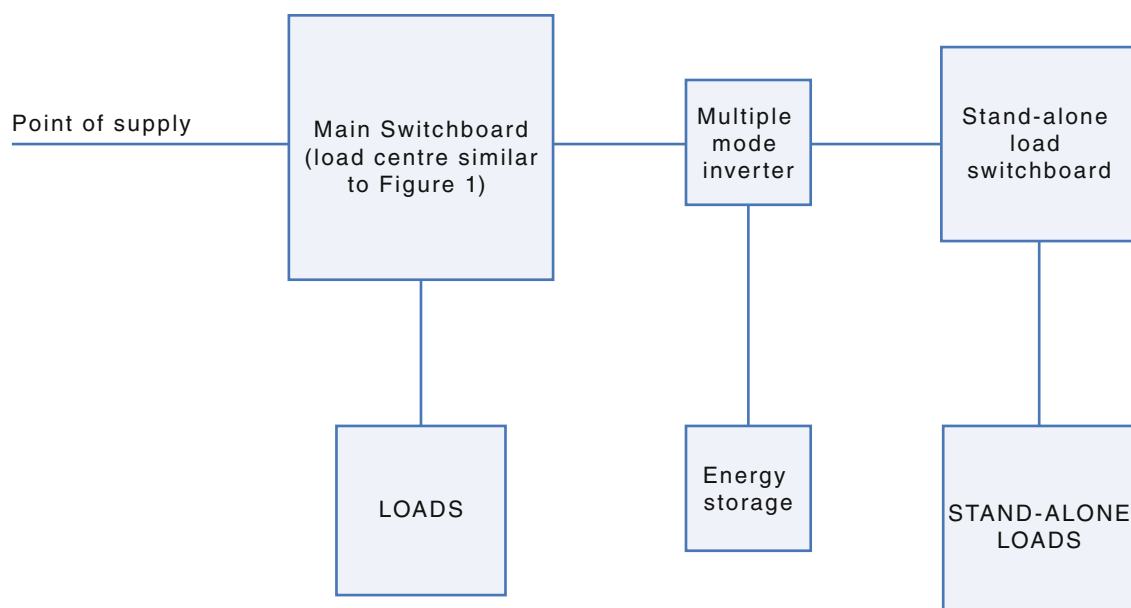 Point of supply
Main Switchboard
(load centre similar
to Figure 1)
Multiple
mode
inverter
Stand-alone
load
switchboard
LOADS
Energy
storage
STAND-ALONE
LOADS